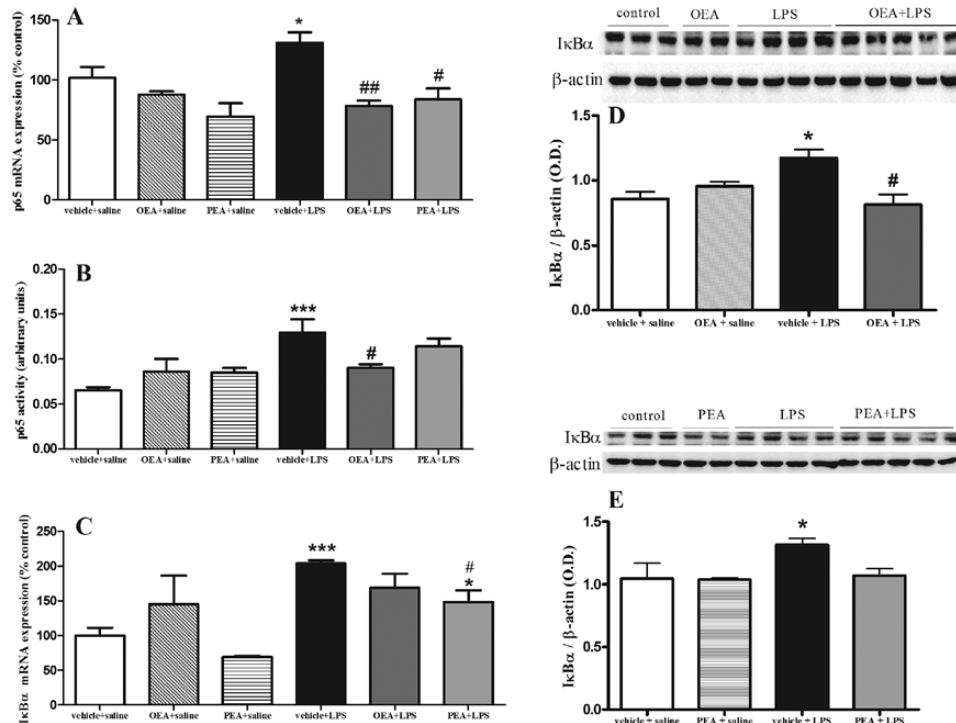 A
p65 mRNA expression (% control)
150
100
50
0
*
##
#
vehicle+saline OEA+saline PEA+saline vehicle+LPS OEA+LPS PEA+LPS
B
p65 activity (arbitrary units)
0.20
0.15
0.10
0.05
0.00
***
#
vehicle+saline OEA+saline PEA+saline vehicle+LPS OEA+LPS PEA+LPS
C
IκBα mRNA expression (% control)
250
200
150
100
50
0
***
#
*
vehicle+saline OEA+saline PEA+saline vehicle+LPS OEA+LPS PEA+LPS
control OEA LPS OEA+LPS
IκBα
β-actin
D
IκBα / β-actin (O.D.)
1.5
1.0
0.5
0.0
*
#
vehicle + saline OEA + saline vehicle + LPS OEA + LPS
control PEA LPS PEA+LPS
IκBα
β-actin
E
IκBα / β-actin (O.D.)
1.5
1.0
0.5
0.0
*
vehicle + saline PEA + saline vehicle + LPS PEA + LPS